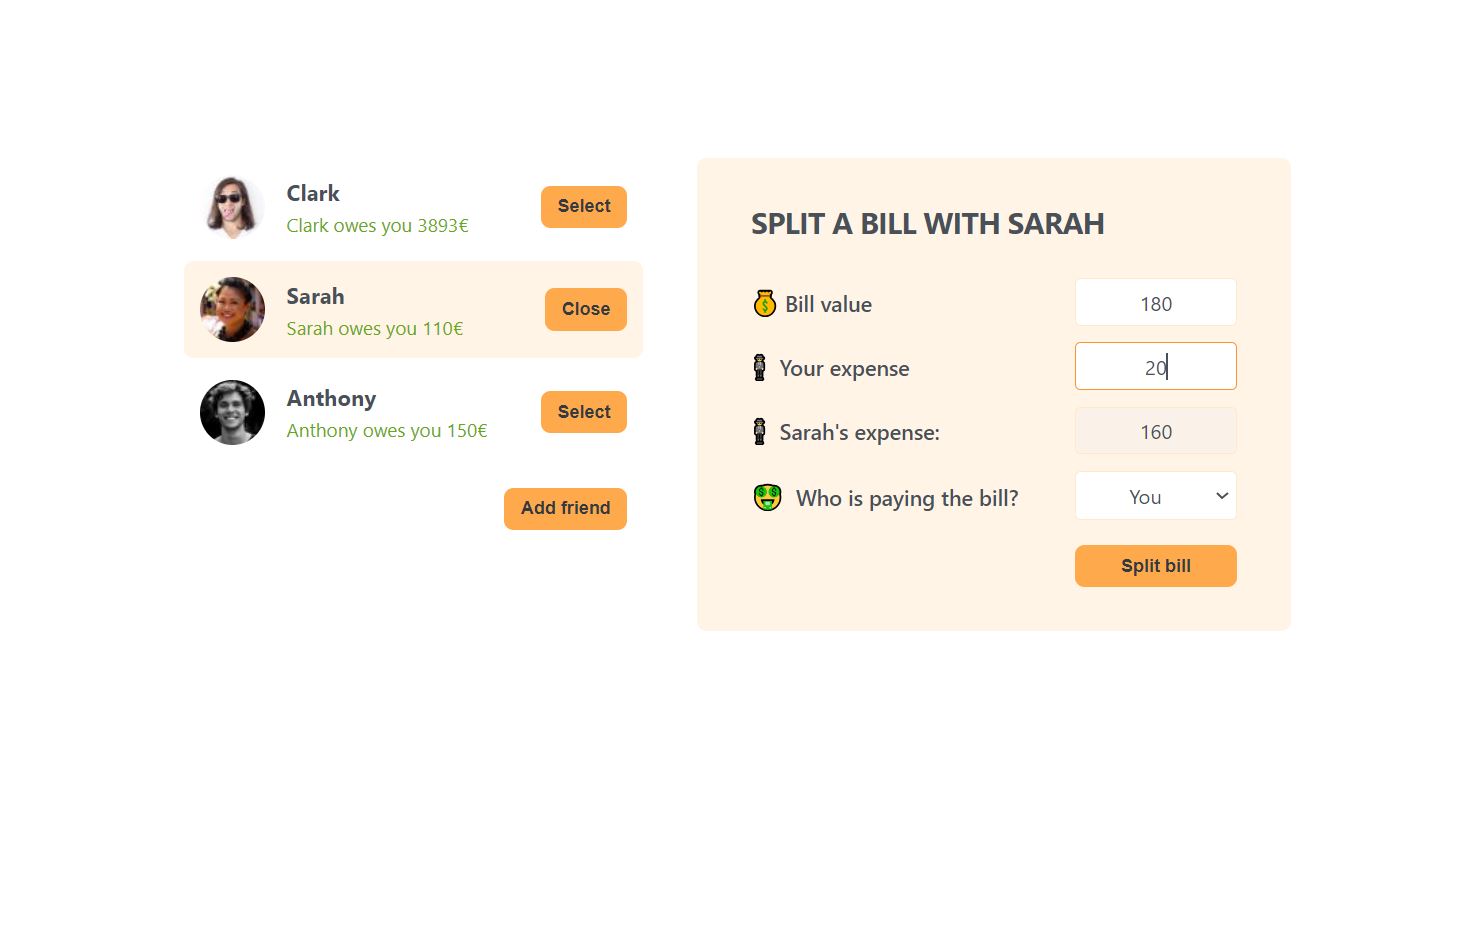 Clark
Clark owes you 3893€
Select
Sarah
Sarah owes you 110€
Close
Anthony
Anthony owes you 150€
Select
Add friend
SPLIT A BILL WITH SARAH
Bill value 180
Your expense 20
Sarah's expense: 160
Who is paying the bill? You
Split bill